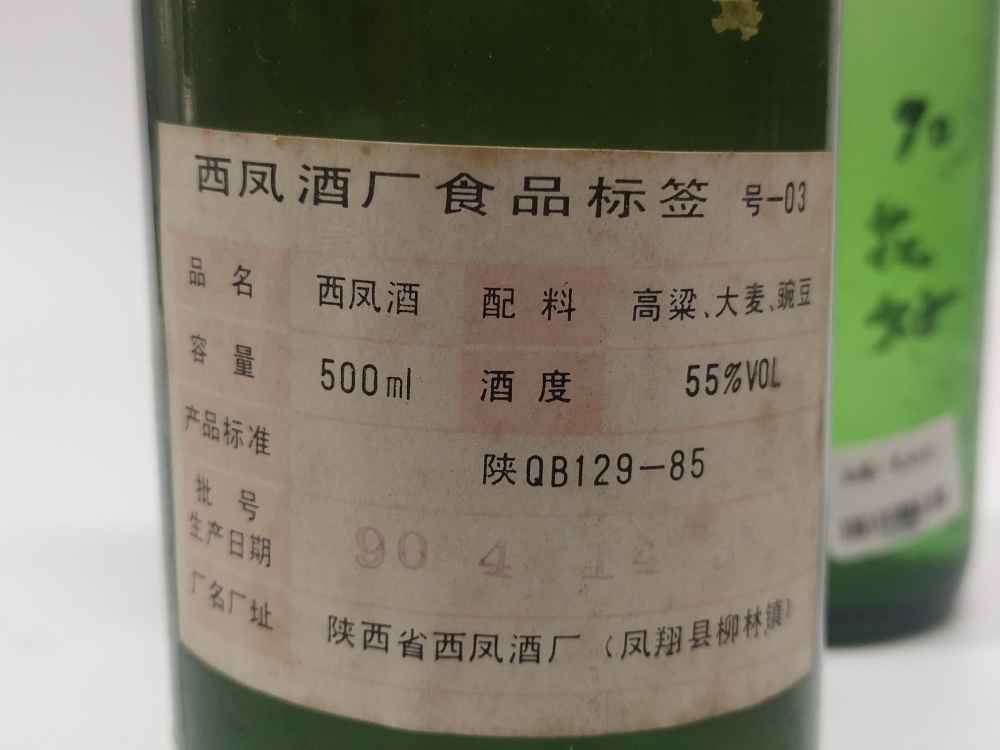 西凤酒厂食品标签 号-03
品名 西凤酒 配料 高粱、大麦、豌豆
容量 500ml 酒度 55%VOL
产品标准 陕QB129-85
批号
生产日期 90 4 14
厂名厂址 陕西省西凤酒厂(凤翔县柳林镇)
90